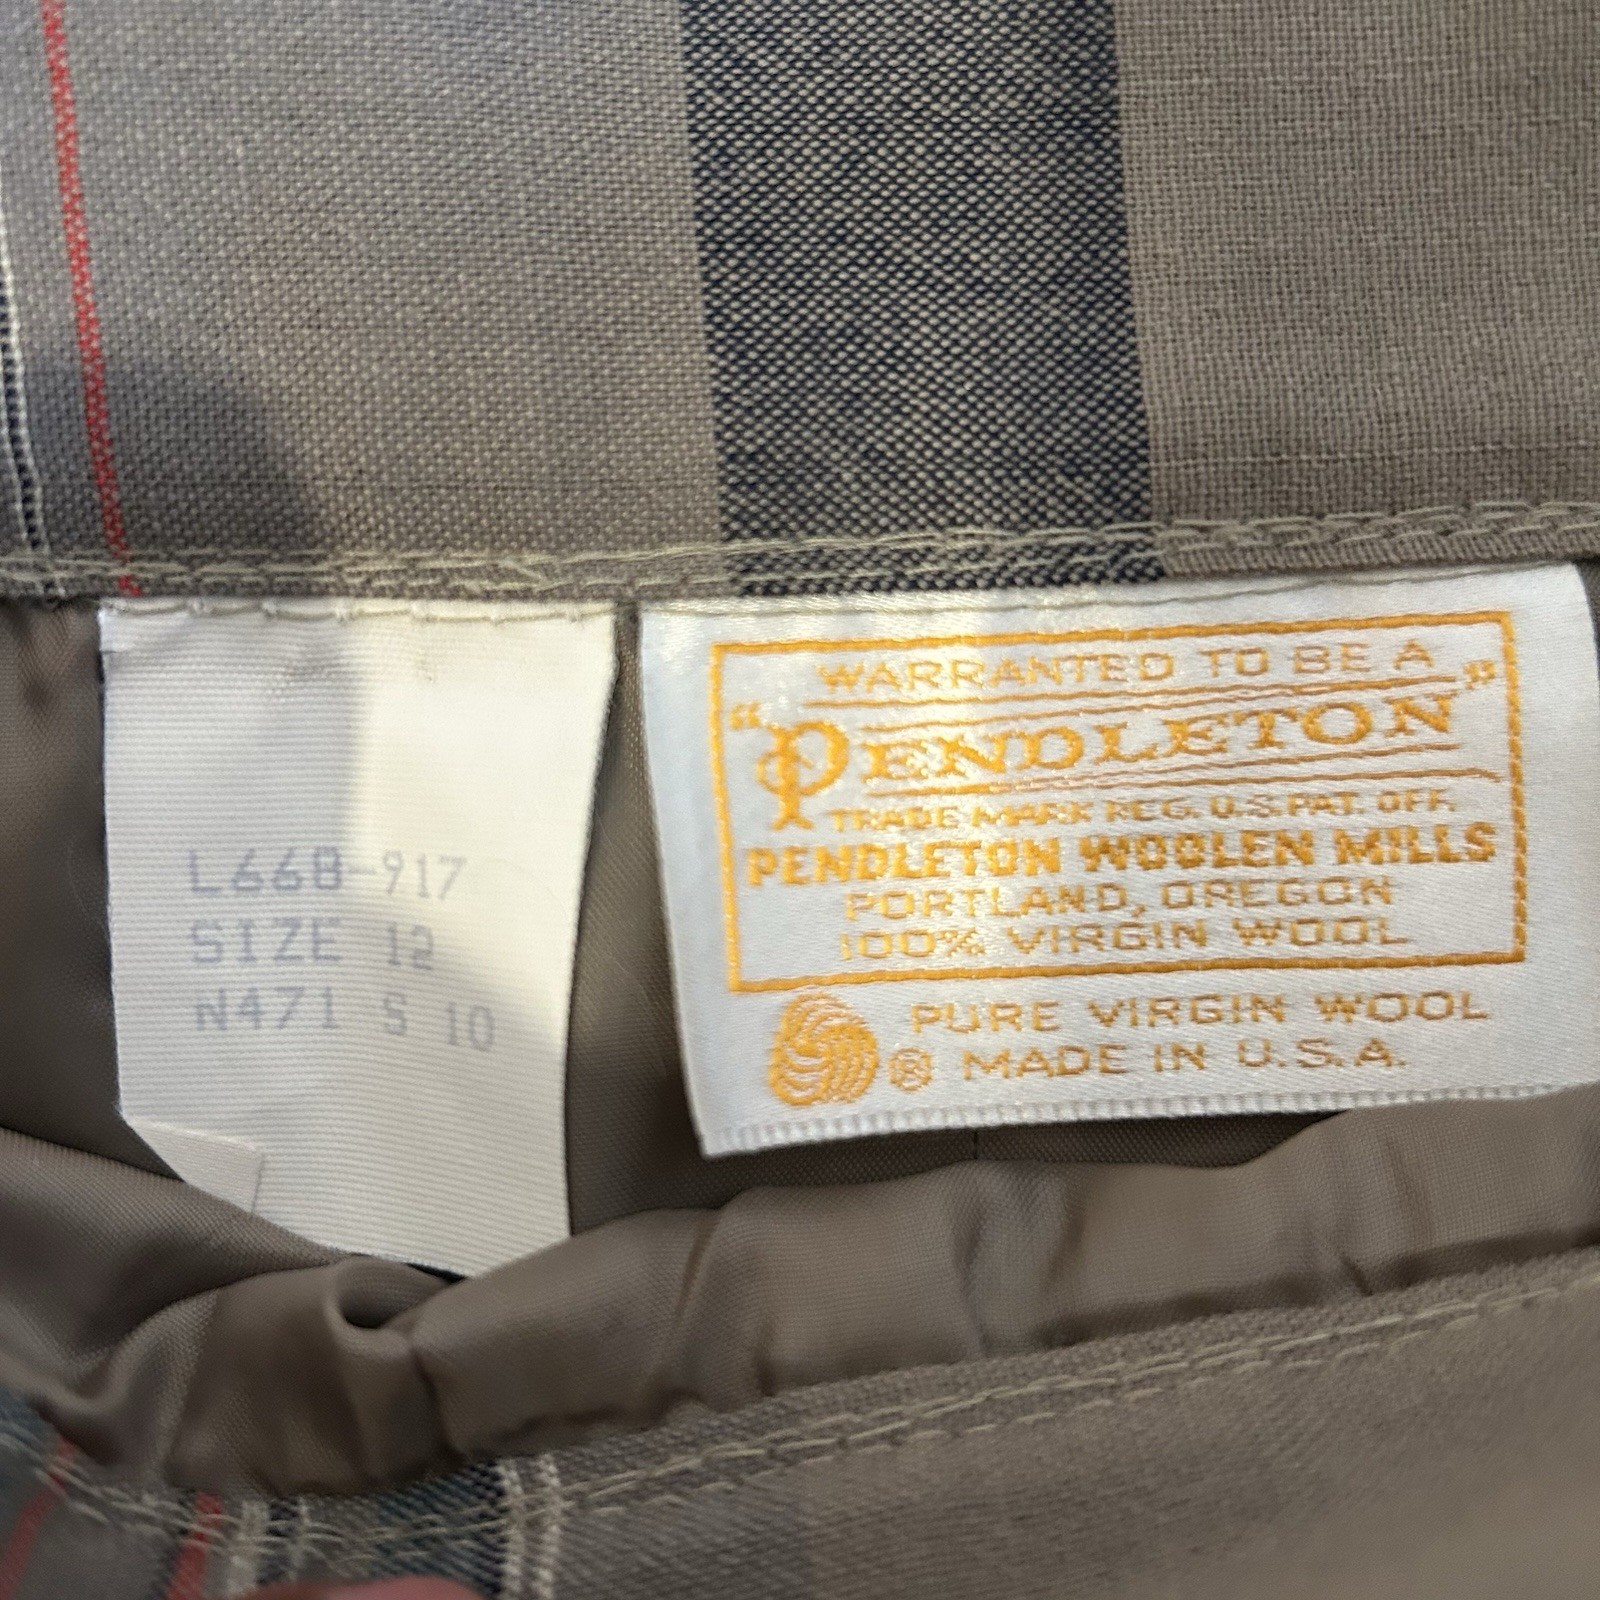 L668-917
SIZE 12
N471 S 10
WARRANTED TO BE A
"PENDLETON"
TRADE MARK REG. U.S. PAT. OFF.
PENDLETON WOOLEN MILLS
PORTLAND, OREGON
100% VIRGIN WOOL
PURE VIRGIN WOOL
® MADE IN U.S.A.